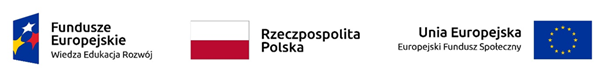 Fundusze
Europejskie
Wiedza Edukacja Rozwój
Rzeczpospolita
Polska
Unia Europejska
Europejski Fundusz Społeczny